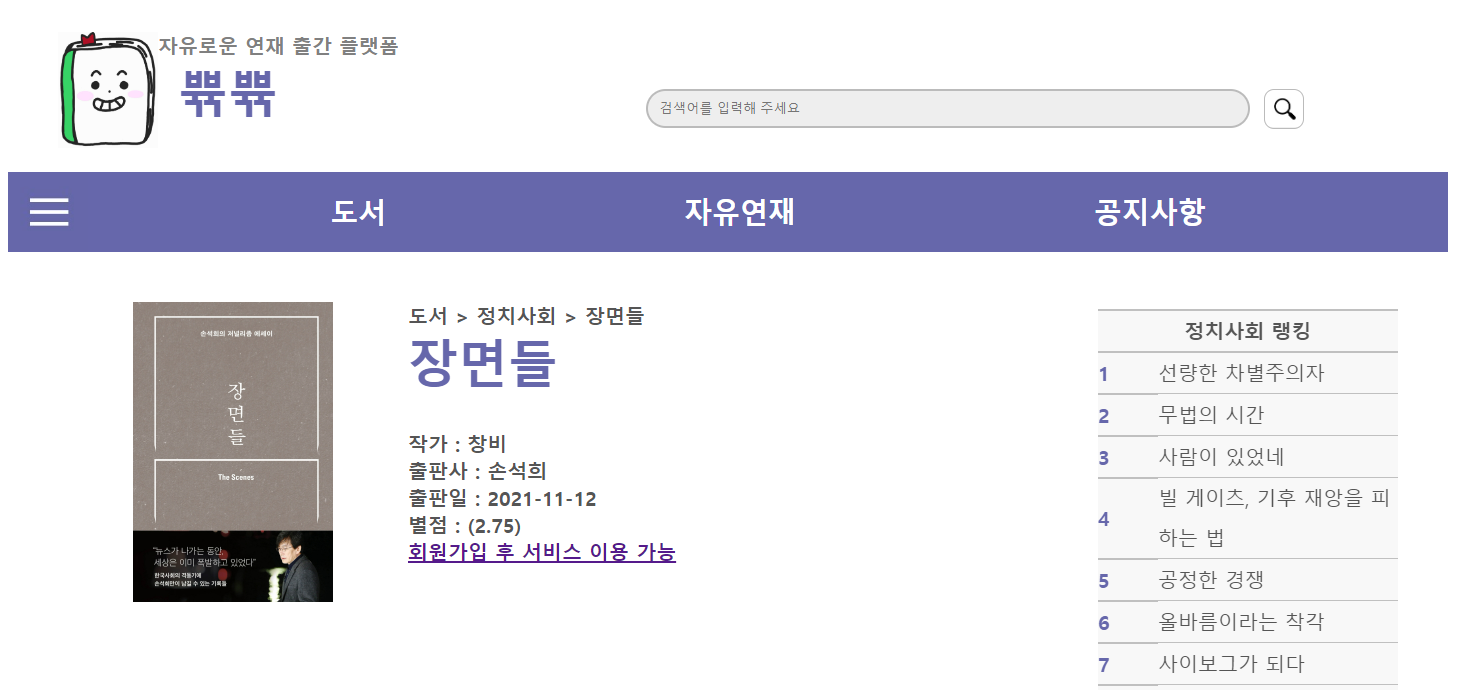 자유로운 연재 출간 플랫폼
뿎뿎
검색어를 입력해 주세요
도서
자유연재
공지사항
손석희의 저널리즘 에세이
장
면
들
The Scenes
"뉴스가 나가는 동안,
세상은 이미 폭발하고 있었다"
한국사회의 격동기에
손석희만이 남길 수 있는 기록들
도서 > 정치사회 > 장면들
장면들
작가 : 창비
출판사 : 손석희
출판일 : 2021-11-12
별점 : (2.75)
회원가입 후 서비스 이용 가능
정치사회 랭킹
1 선량한 차별주의자
2 무법의 시간
3 사람이 있었네
4 빌 게이츠, 기후 재앙을 피
하는 법
5 공정한 경쟁
6 올바름이라는 착각
7 사이보그가 되다